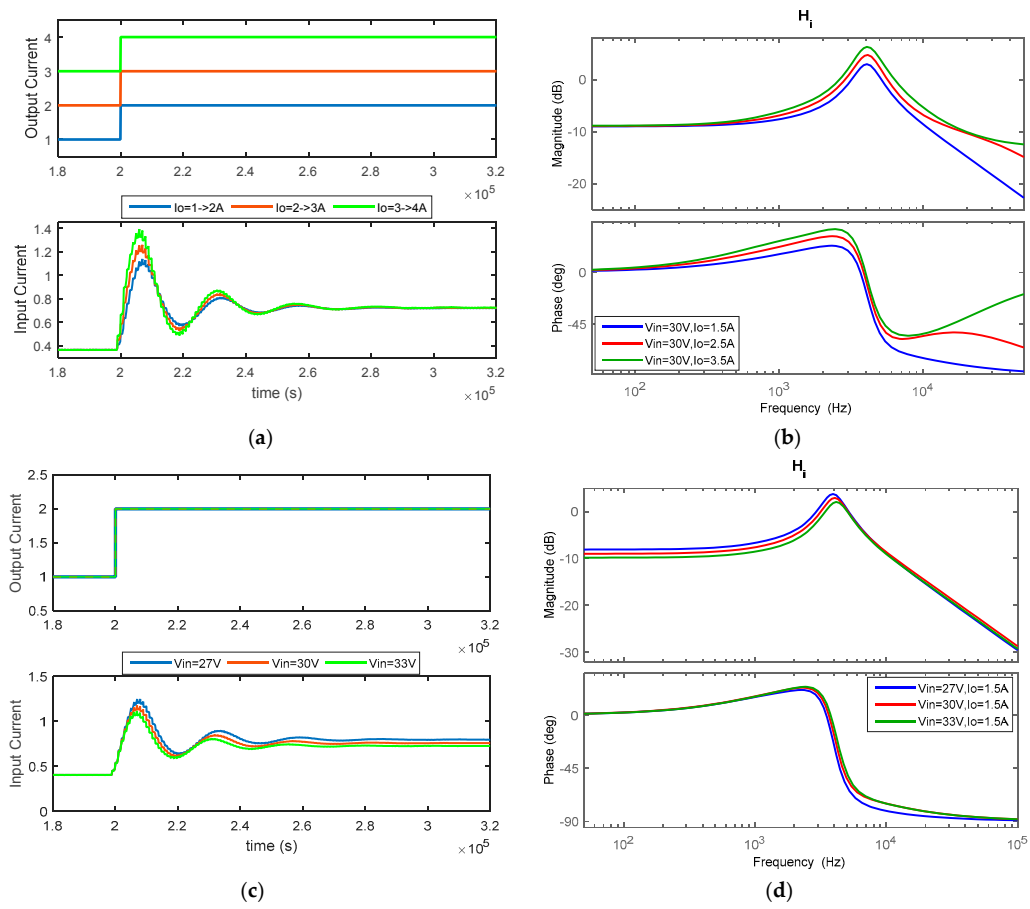 Output Current
4
3
2
1
1.8 2 2.2 2.4 2.6 2.8 3 3.2
×10^5
Io=1->2A Io=2->3A Io=3->4A
Input Current
1.4
1.2
1
0.8
0.6
0.4
1.8 2 2.2 2.4 2.6 2.8 3 3.2
time (s)
×10^5
(a)
H_i
Magnitude (dB)
0
-10
-20
Phase (deg)
0
-45
Vin=30V,Io=1.5A
Vin=30V,Io=2.5A
Vin=30V,Io=3.5A
10^2 10^3 10^4
Frequency (Hz)
(b)
Output Current
2.5
2
1.5
1
0.5
1.8 2 2.2 2.4 2.6 2.8 3 3.2
×10^5
Vin=27V Vin=30V Vin=33V
Input Current
1.5
1
0.5
0
1.8 2 2.2 2.4 2.6 2.8 3 3.2
time (s)
×10^5
(c)
H_i
Magnitude (dB)
0
-10
-20
-30
Phase (deg)
0
-45
-90
Vin=27V,Io=1.5A
Vin=30V,Io=1.5A
Vin=33V,Io=1.5A
10^2 10^3 10^4 10^5
Frequency (Hz)
(d)